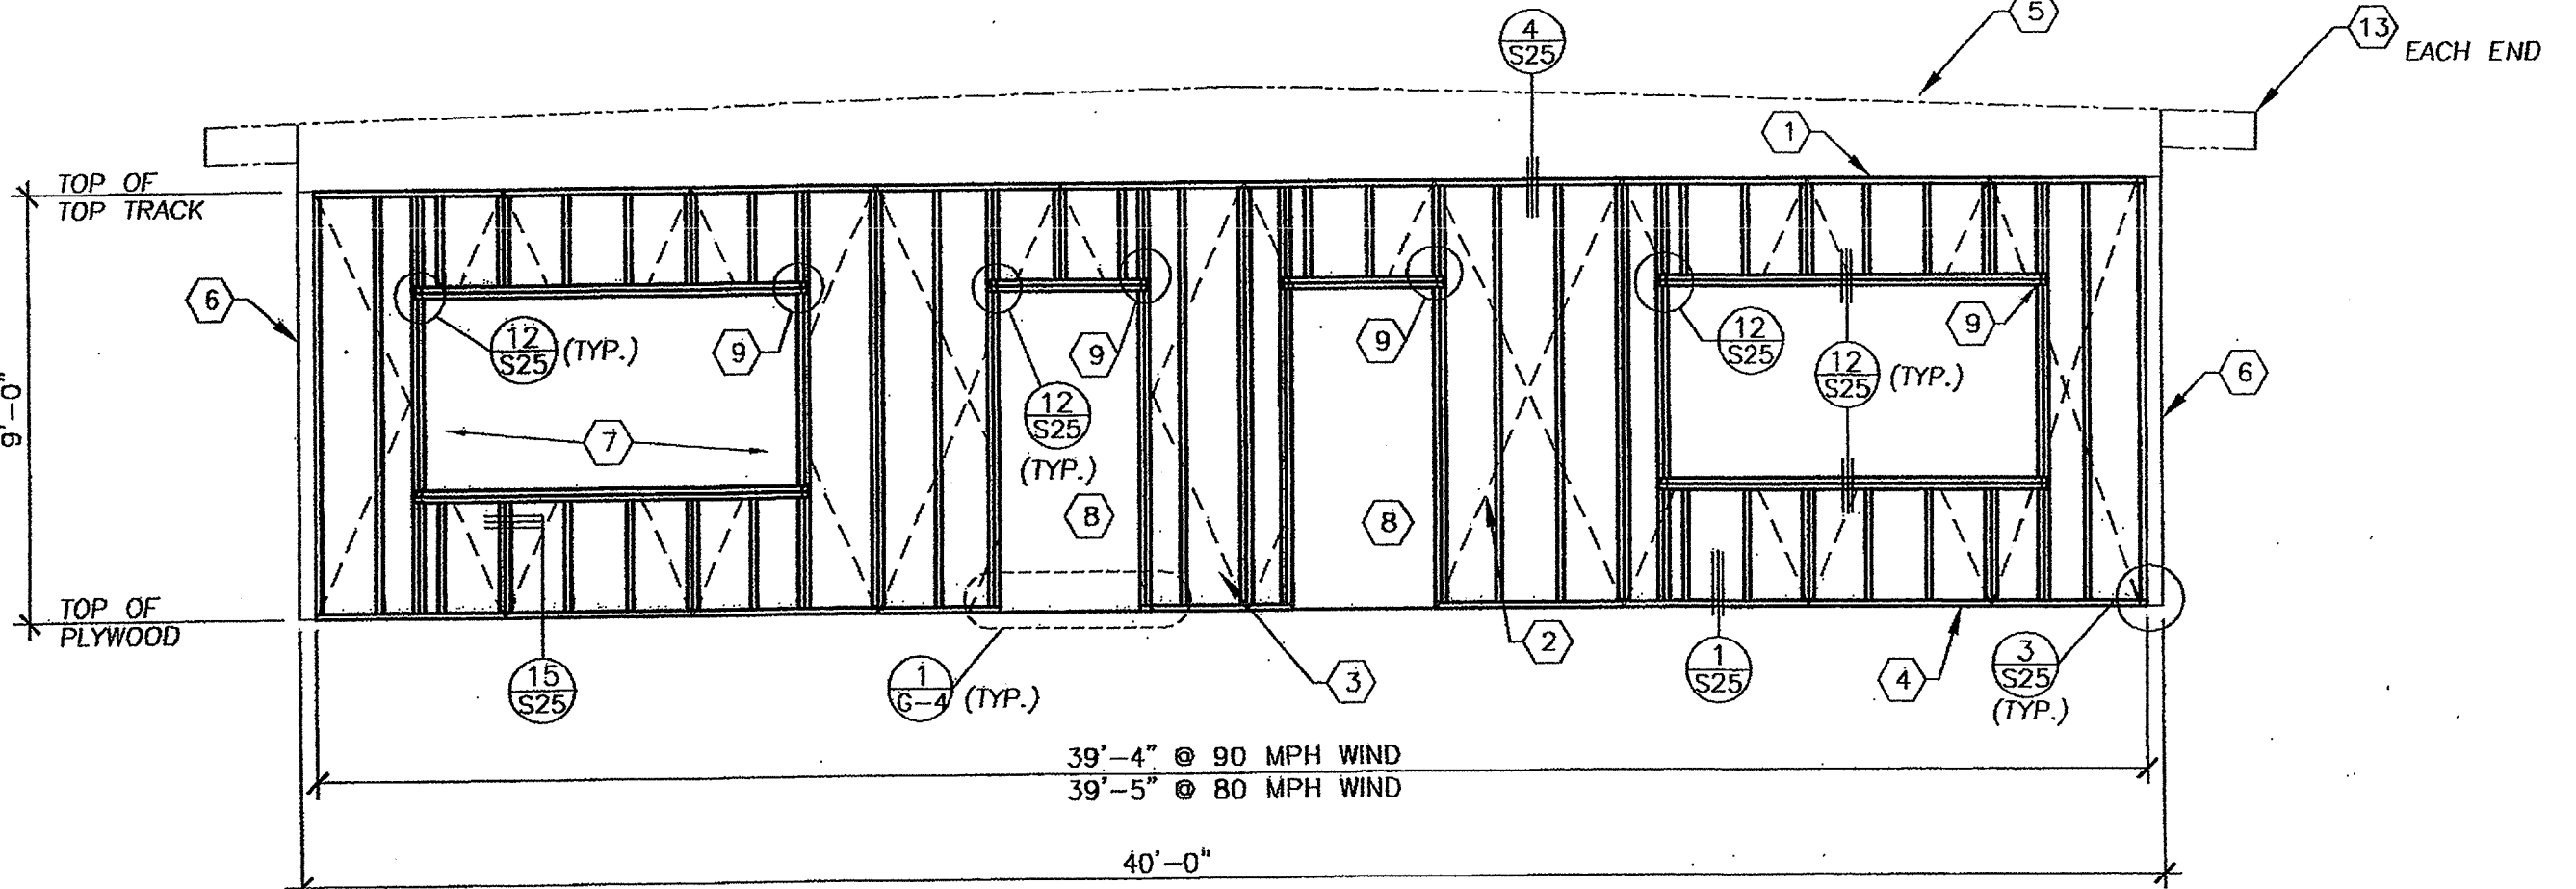 5
13
EACH END
4
S25
1
TOP OF
TOP TRACK
6
9
12
S25
(TYP.)
9
12
S25
(TYP.)
9
12
S25
9
12
S25
(TYP.)
6
9'-0"
7
8
8
TOP OF
PLYWOOD
15
S25
1
G-4
(TYP.)
3
2
1
S25
4
3
S25
(TYP.)
39'-4" @ 90 MPH WIND
39'-5" @ 80 MPH WIND
40'-0"